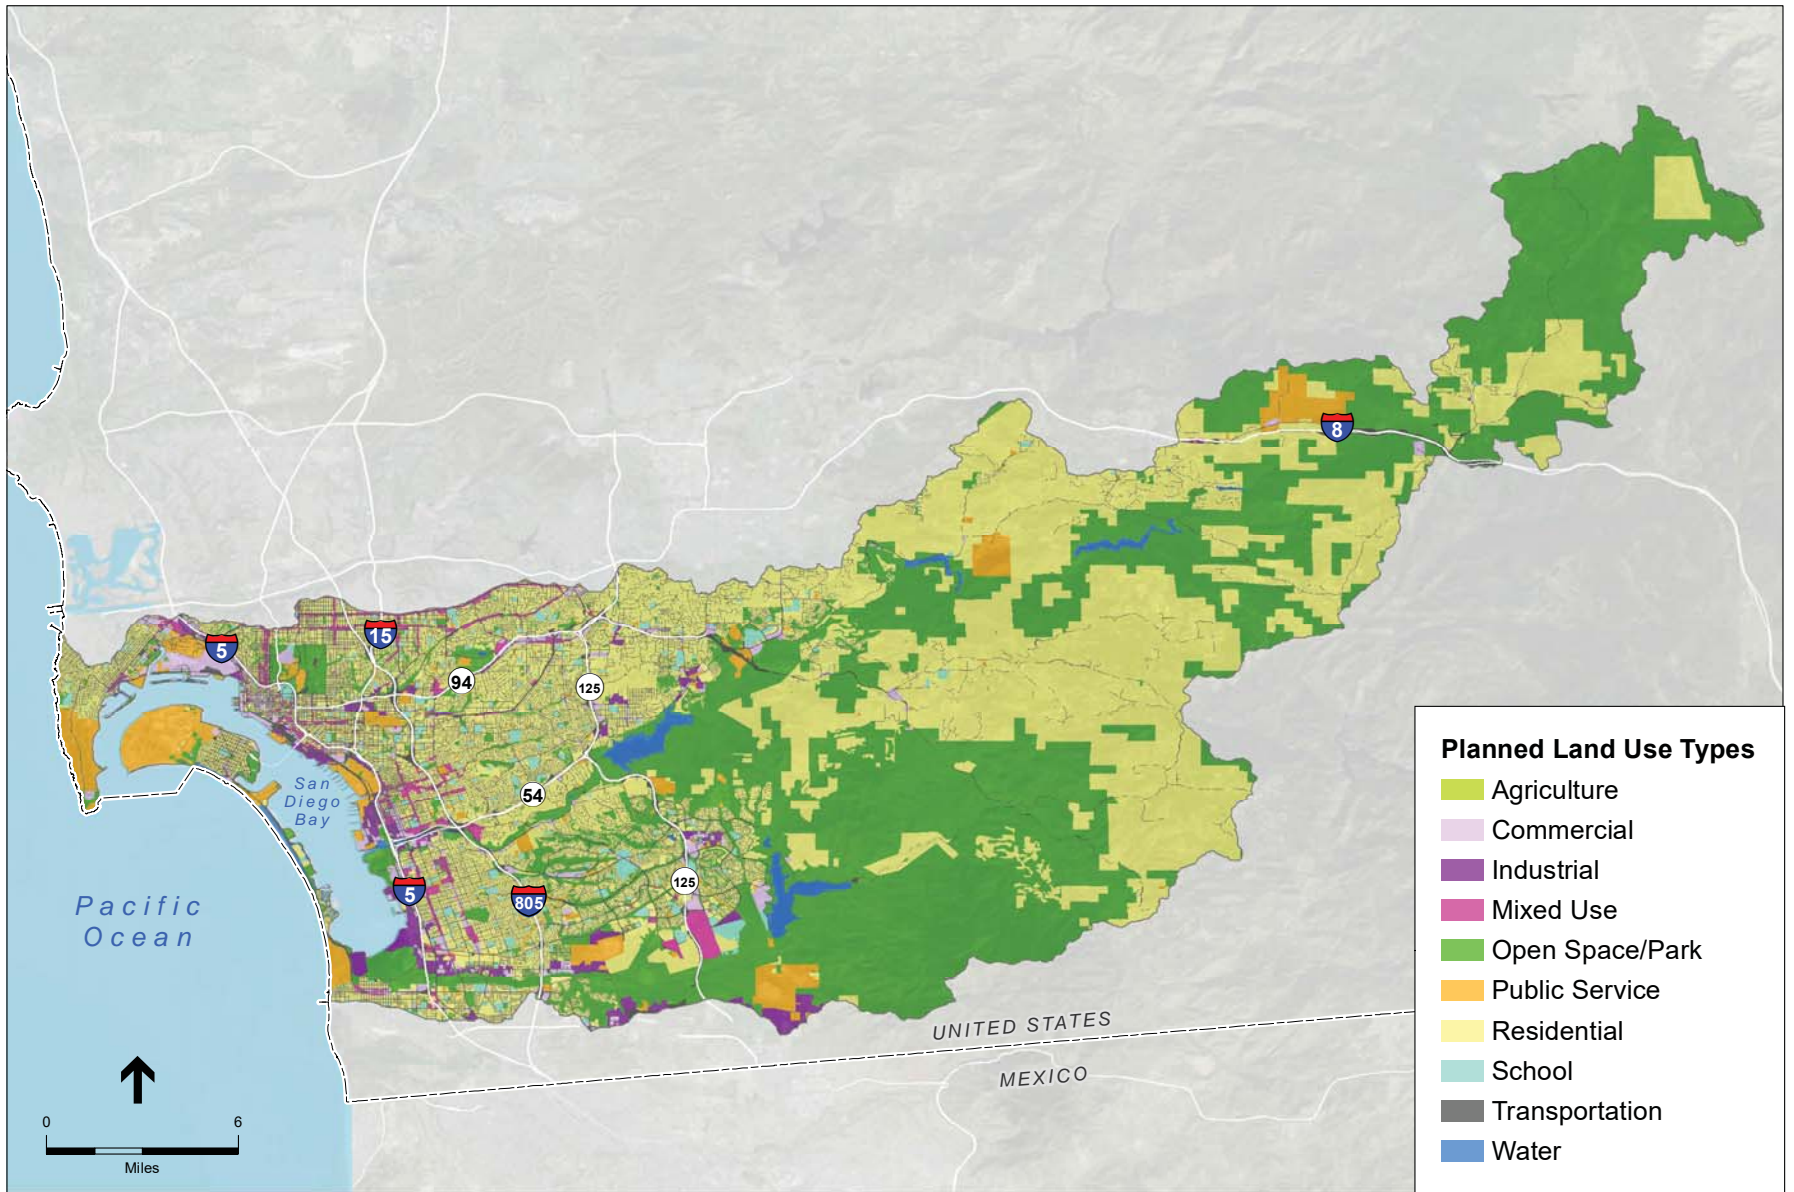 8
15
5
94
125
54
San
Diego
Bay
125
5
805
Pacific
Ocean
UNITED STATES
MEXICO
0 6
Miles
Planned Land Use Types
Agriculture
Commercial
Industrial
Mixed Use
Open Space/Park
Public Service
Residential
School
Transportation
Water